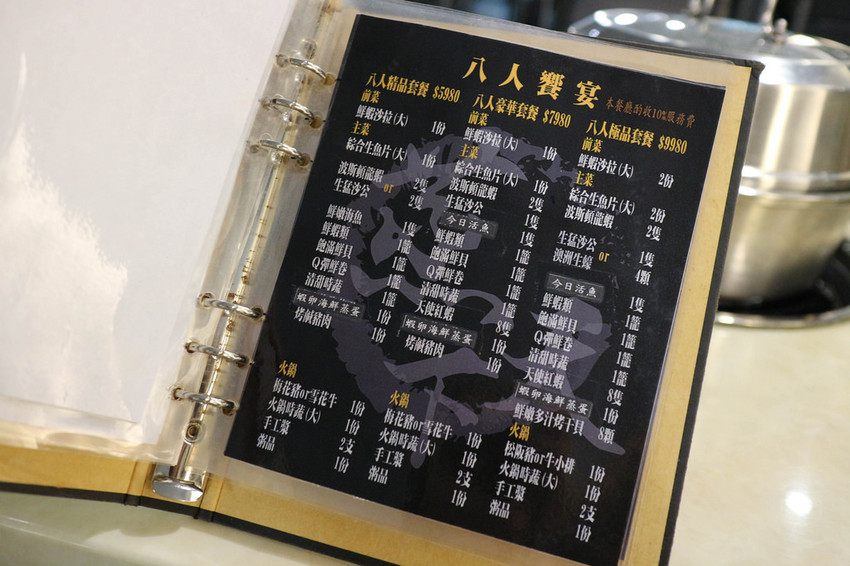 八人饗宴
本餐廳酌收10%服務費
八人精品套餐 $5980
前菜
鮮蝦沙拉(大) 1份
主菜
綜合生魚片(大) 1份
波斯頓龍蝦 2隻
or
生猛沙公 2隻
鮮嫩海魚 1隻
鮮蝦類 1籠
飽滿鮮貝 1籠
Q彈鮮卷 1籠
清甜時蔬 1籠
蝦卵海鮮蒸蛋 1份
烤鹹豬肉 1份
火鍋
梅花豬or雪花牛 1份
火鍋時蔬(大) 1份
手工漿 2支
粥品 1份
八人豪華套餐 $7980
前菜
鮮蝦沙拉(大) 1份
主菜
綜合生魚片(大) 1份
波斯頓龍蝦 2隻
生猛沙公 2隻
今日活魚 1隻
鮮蝦類 1籠
飽滿鮮貝 1籠
Q彈鮮卷 1籠
清甜時蔬 1籠
天使紅蝦 8隻
蝦卵海鮮蒸蛋 1份
烤鹹豬肉 1份
火鍋
梅花豬or雪花牛 1份
火鍋時蔬(大) 1份
手工漿 2支
粥品 1份
八人極品套餐 $9980
前菜
鮮蝦沙拉(大) 2份
主菜
綜合生魚片(大) 2份
波斯頓龍蝦 2隻
生猛沙公 1隻
or
澳洲生蠔 4顆
今日活魚 1隻
鮮蝦類 1籠
飽滿鮮貝 1籠
Q彈鮮卷 1籠
清甜時蔬 1籠
天使紅蝦 8隻
蝦卵海鮮蒸蛋 1份
鮮嫩多汁烤干貝 8顆
火鍋
松阪豬or牛小排 1份
火鍋時蔬(大) 1份
手工漿 2支
粥品 1份